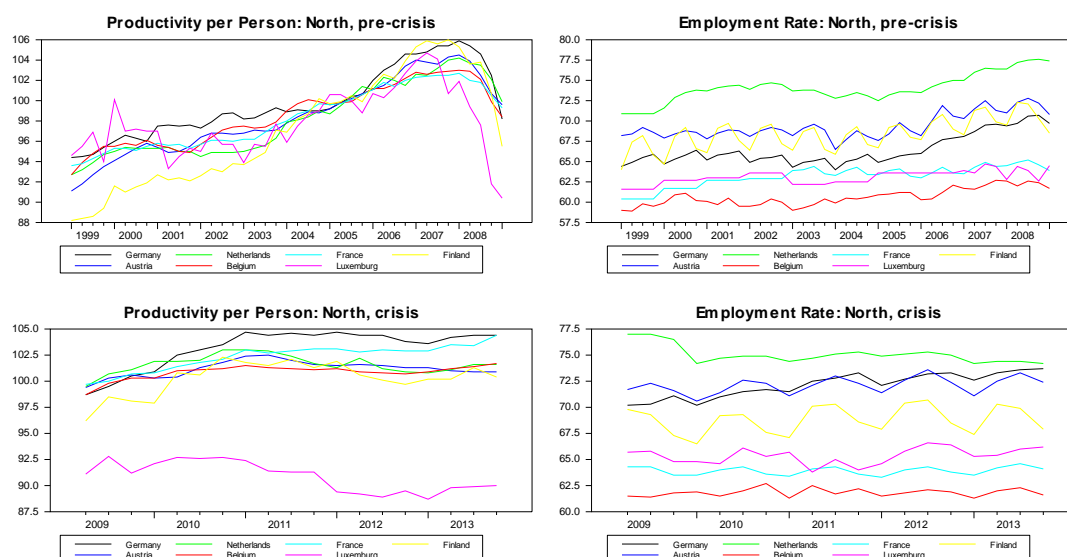 Productivity per Person: North, pre-crisis
106
104
102
100
98
96
94
92
90
88
1999 2000 2001 2002 2003 2004 2005 2006 2007 2008
Germany Netherlands France Finland
Austria Belgium Luxemburg
Employment Rate: North, pre-crisis
80.0
77.5
75.0
72.5
70.0
67.5
65.0
62.5
60.0
57.5
1999 2000 2001 2002 2003 2004 2005 2006 2007 2008
Germany Netherlands France Finland
Austria Belgium Luxemburg
Productivity per Person: North, crisis
105.0
102.5
100.0
97.5
95.0
92.5
90.0
87.5
2009 2010 2011 2012 2013
Germany Netherlands France Finland
Austria Belgium Luxemburg
Employment Rate: North, crisis
77.5
75.0
72.5
70.0
67.5
65.0
62.5
60.0
2009 2010 2011 2012 2013
Germany Netherlands France Finland
Austria Belgium Luxemburg